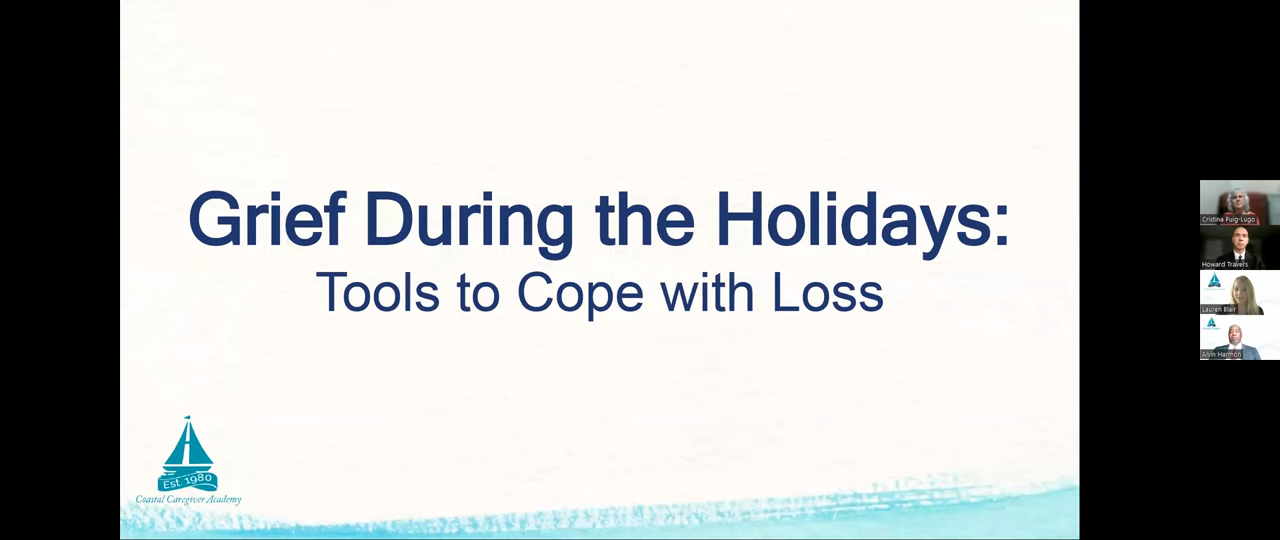 Grief During the Holidays:
Tools to Cope with Loss
Est. 1980
Coastal Caregiver Academy
Cristina Puig-Lugo
Howard Travers
Lauren Blair
Alvin Harmon